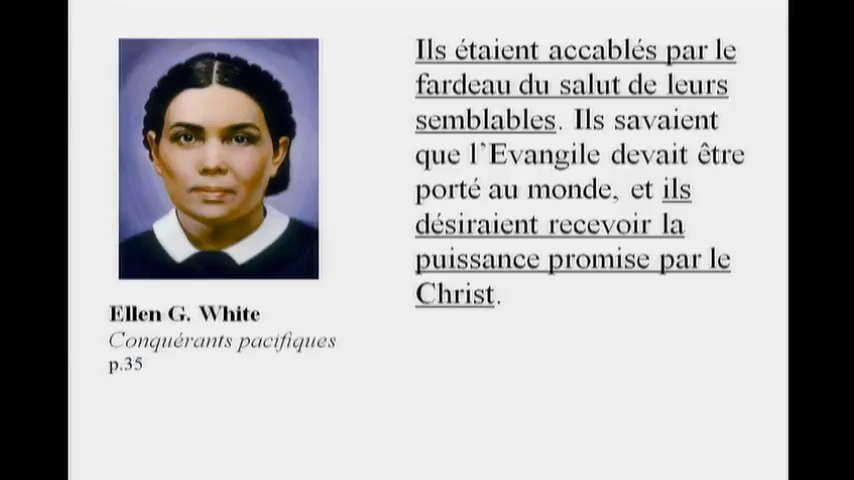 Ils étaient accablés par le
fardeau du salut de leurs
semblables. Ils savaient
que l'Evangile devait être
porté au monde, et ils
désiraient recevoir la
puissance promise par le
Christ.
Ellen G. White
Conquérants pacifiques
p.35